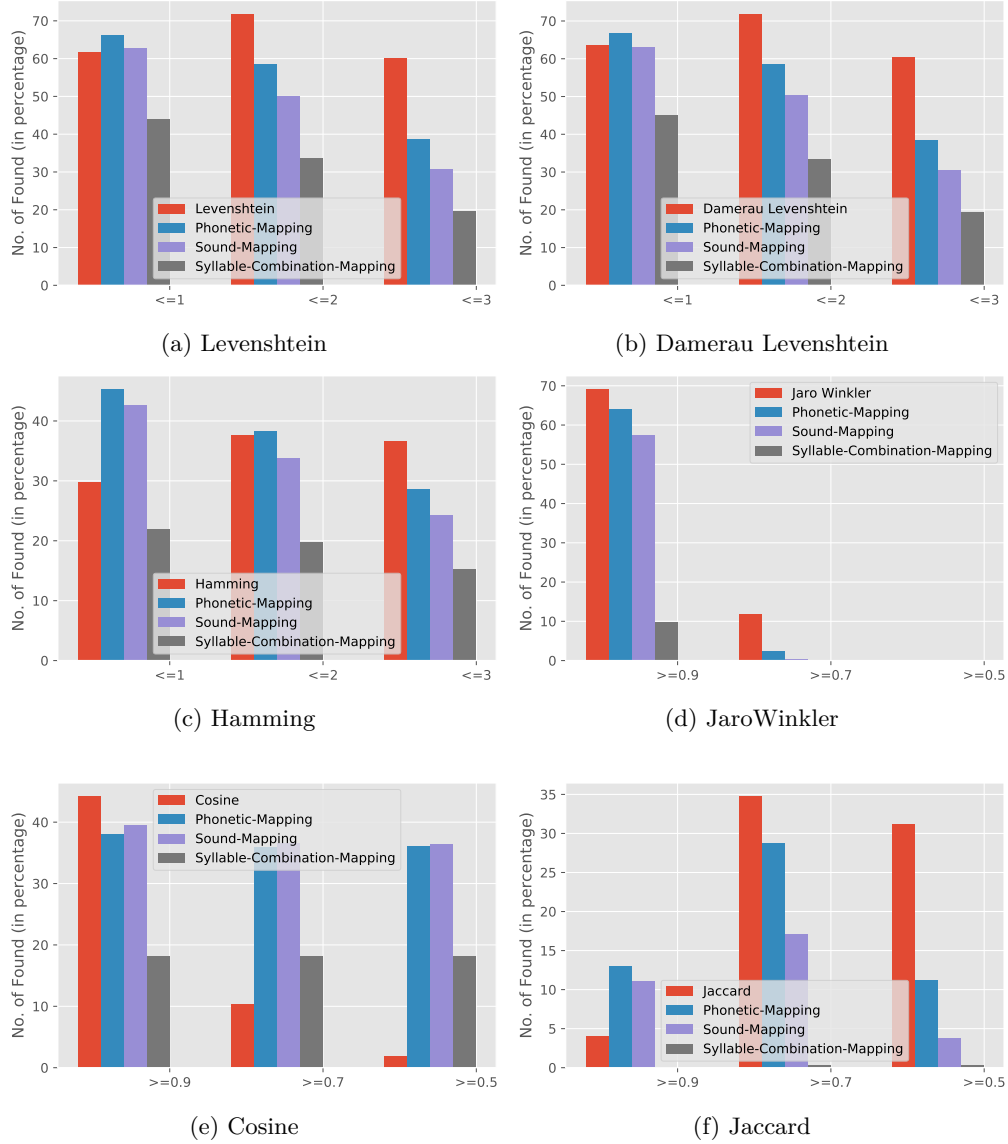 No. of Found (in percentage)
70
60
50
40
30
20
10
0
Levenshtein
Phonetic-Mapping
Sound-Mapping
Syllable-Combination-Mapping
<=1
<=2
<=3
(a) Levenshtein
No. of Found (in percentage)
70
60
50
40
30
20
10
0
Damerau Levenshtein
Phonetic-Mapping
Sound-Mapping
Syllable-Combination-Mapping
<=1
<=2
<=3
(b) Damerau Levenshtein
No. of Found (in percentage)
40
30
20
10
0
Hamming
Phonetic-Mapping
Sound-Mapping
Syllable-Combination-Mapping
<=1
<=2
<=3
(c) Hamming
No. of Found (in percentage)
70
60
50
40
30
20
10
0
Jaro Winkler
Phonetic-Mapping
Sound-Mapping
Syllable-Combination-Mapping
>=0.9
>=0.7
>=0.5
(d) JaroWinkler
No. of Found (in percentage)
40
30
20
10
0
Cosine
Phonetic-Mapping
Sound-Mapping
Syllable-Combination-Mapping
>=0.9
>=0.7
>=0.5
(e) Cosine
No. of Found (in percentage)
35
30
25
20
15
10
5
0
Jaccard
Phonetic-Mapping
Sound-Mapping
Syllable-Combination-Mapping
>=0.9
>=0.7
>=0.5
(f) Jaccard